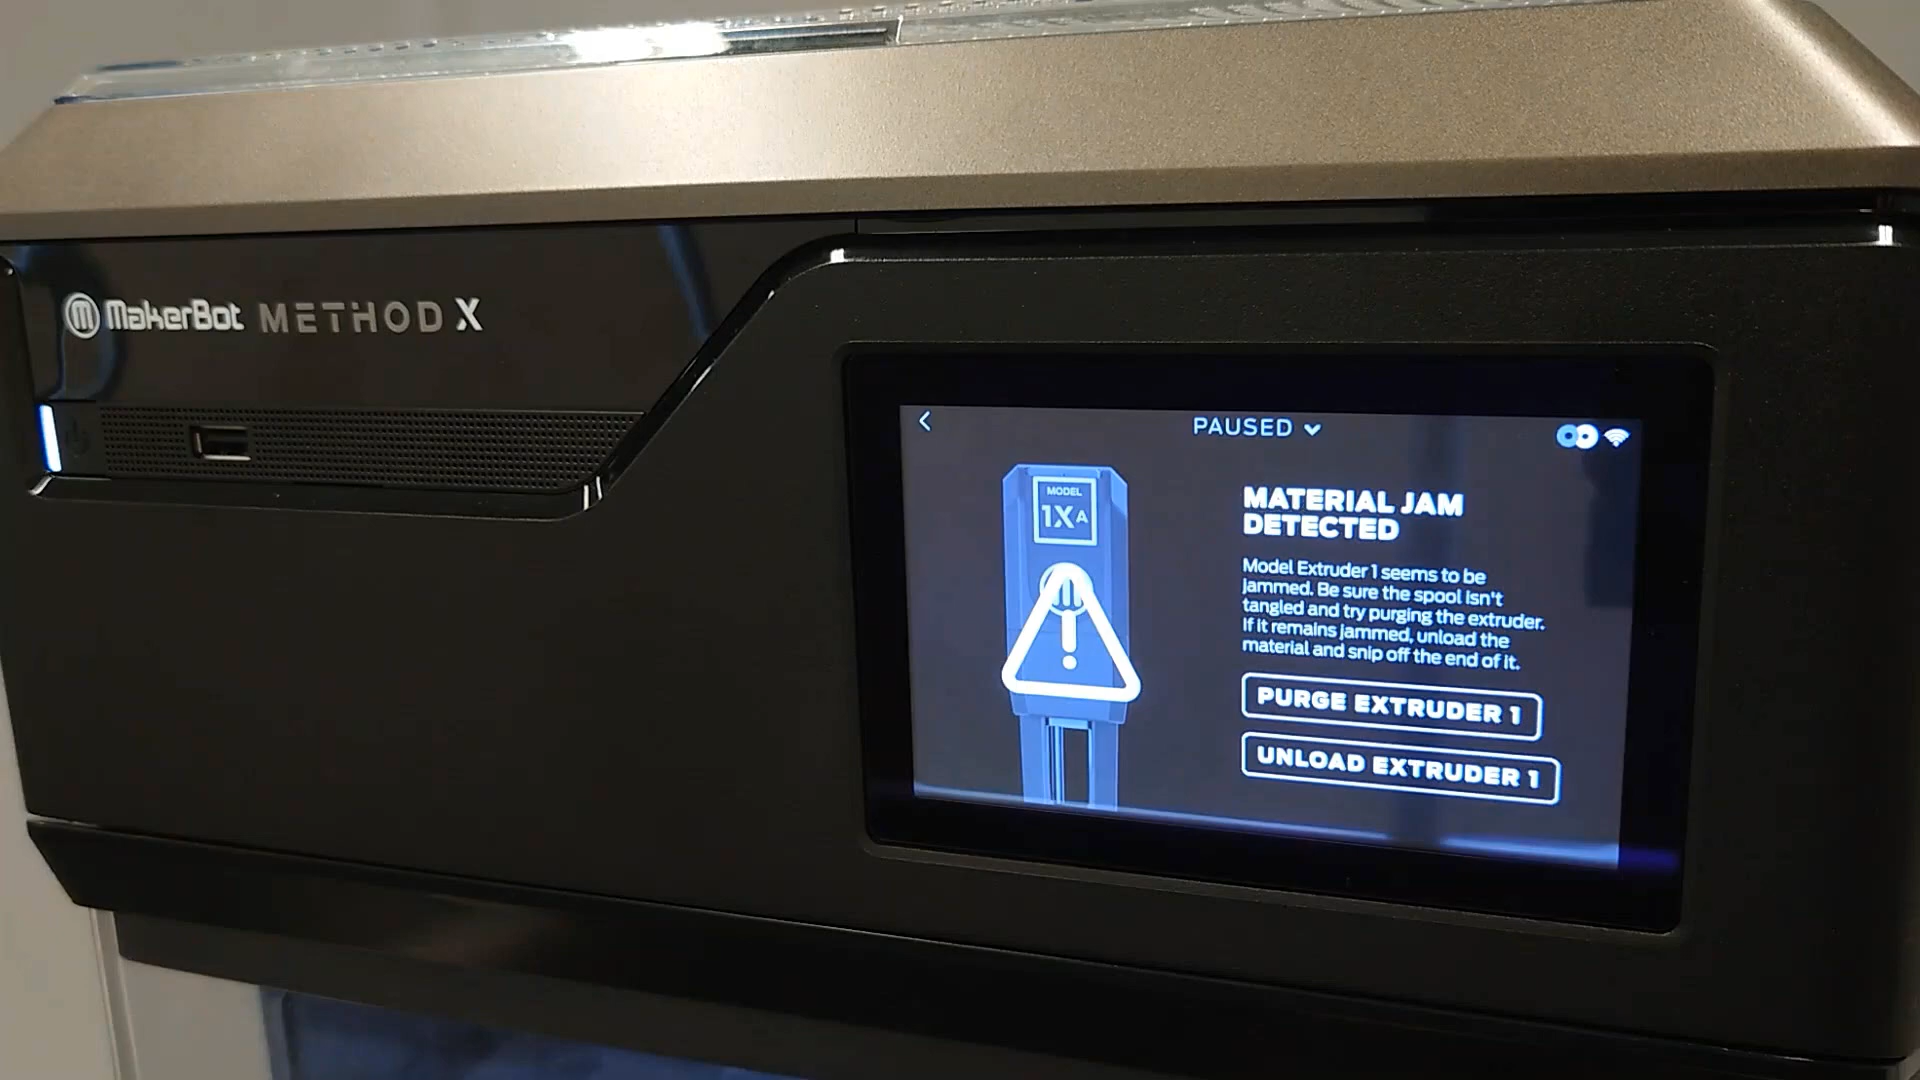 MakerBot METHOD X
PAUSED
MODEL
1XA
MATERIAL JAM
DETECTED
Model Extruder 1 seems to be
jammed. Be sure the spool isn't
tangled and try purging the extruder.
If it remains jammed, unload the
material and snip off the end of it.
PURGE EXTRUDER 1
UNLOAD EXTRUDER 1